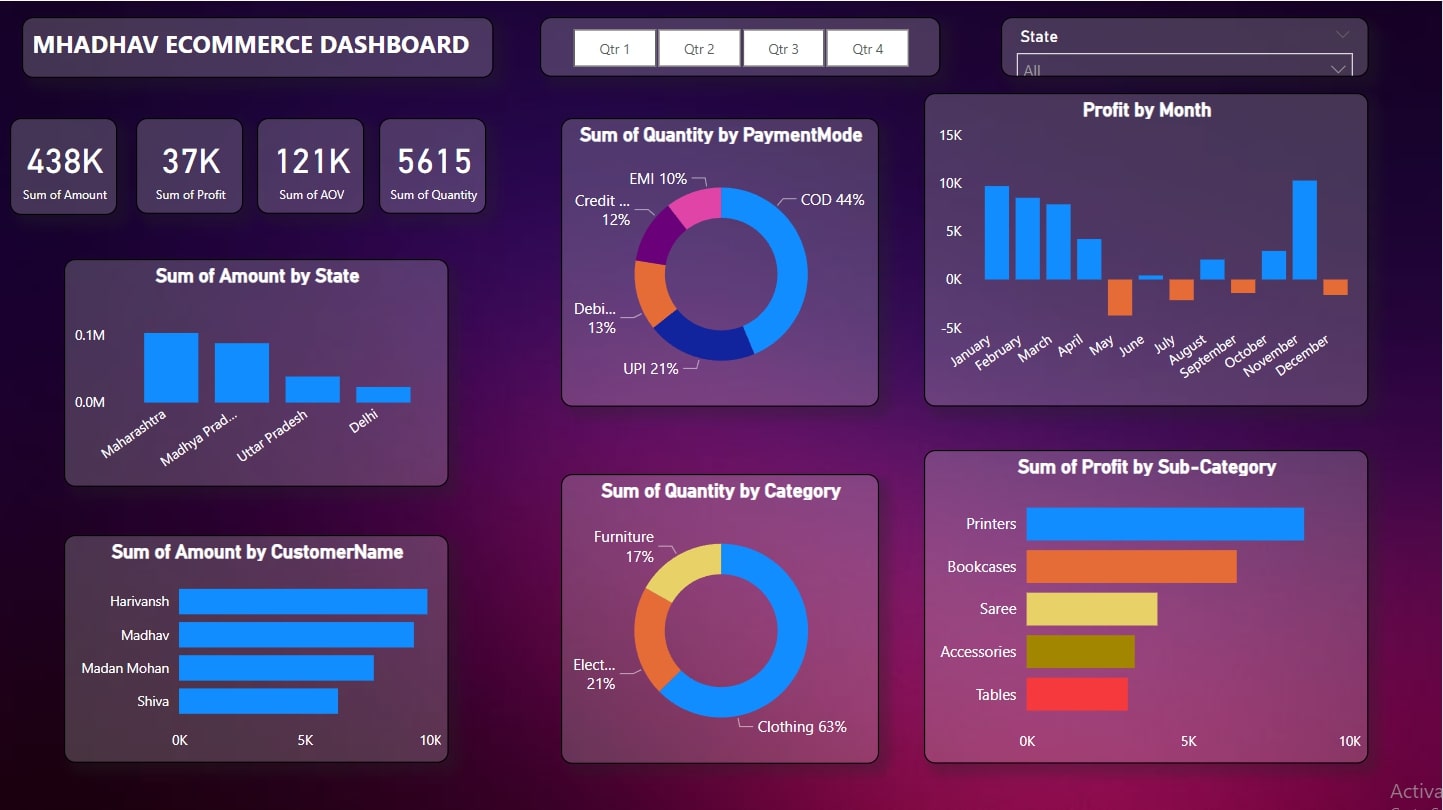 MHADHAV ECOMMERCE DASHBOARD
Qtr 1
Qtr 2
Qtr 3
Qtr 4
State
All
438K
Sum of Amount
37K
Sum of Profit
121K
Sum of AOV
5615
Sum of Quantity
Sum of Amount by State
0.1M
0.0M
Maharashtra
Madhya Prad...
Uttar Pradesh
Delhi
Sum of Amount by CustomerName
Harivansh
Madhav
Madan Mohan
Shiva
0K
5K
10K
Sum of Quantity by PaymentMode
EMI 10%
COD 44%
Credit ...
12%
Debi...
13%
UPI 21%
Sum of Quantity by Category
Furniture
17%
Elect...
21%
Clothing 63%
Profit by Month
15K
10K
5K
0K
-5K
January
February
March
April
May
June
July
August
September
October
November
December
Sum of Profit by Sub-Category
Printers
Bookcases
Saree
Accessories
Tables
0K
5K
10K
Activa